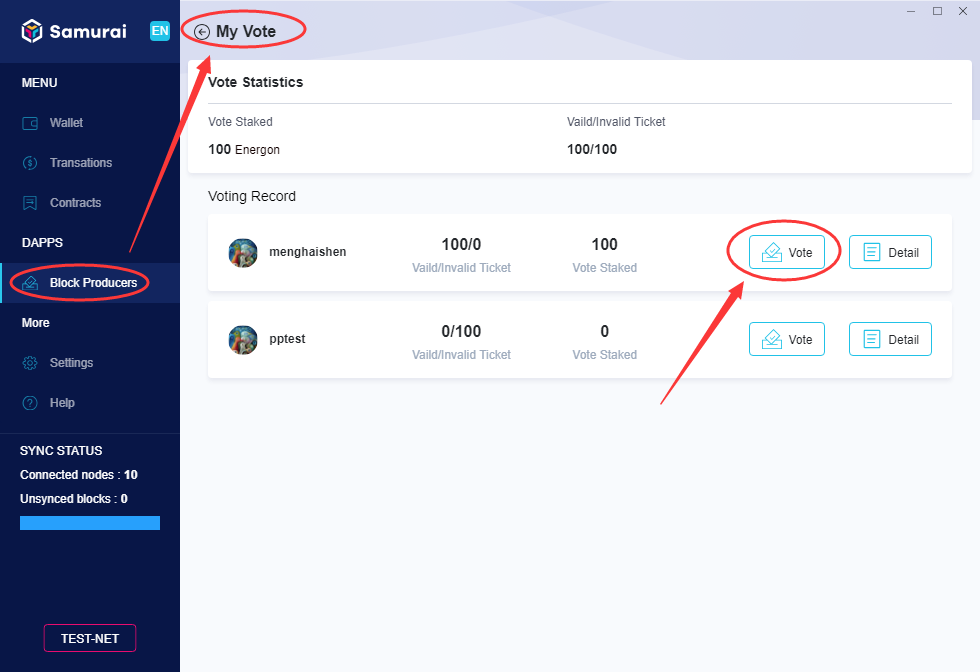 Samurai
EN
MENU
Wallet
Transations
Contracts
DAPPS
Block Producers
More
Settings
Help
SYNC STATUS
Connected nodes : 10
Unsynced blocks : 0
TEST-NET
My Vote
Vote Statistics
Vote Staked
Vaild/Invalid Ticket
100 Energon
100/100
Voting Record
menghaishen
100/0
Vaild/Invalid Ticket
100
Vote Staked
Vote
Detail
pptest
0/100
Vaild/Invalid Ticket
0
Vote Staked
Vote
Detail